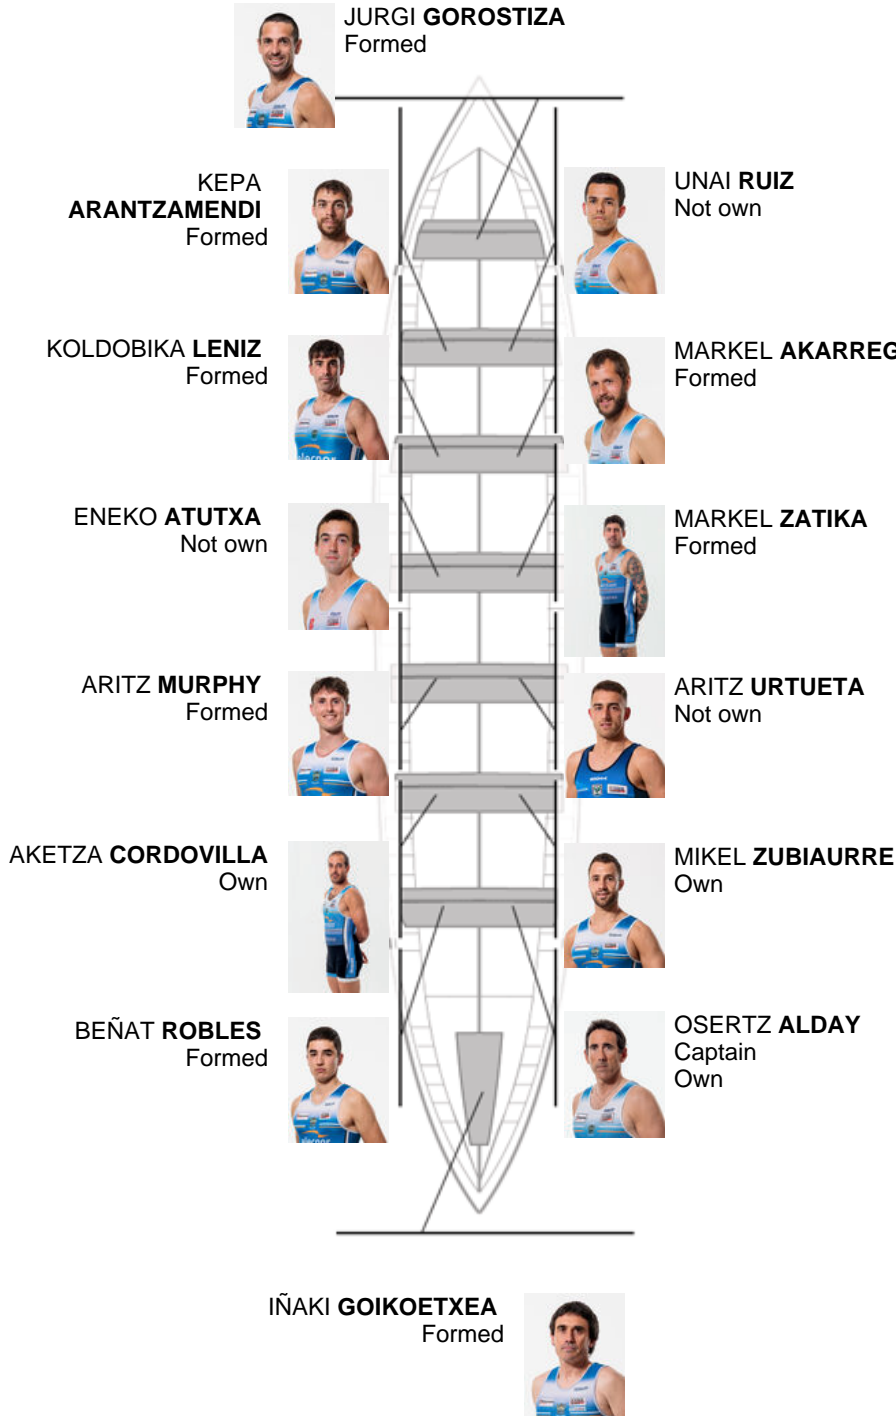 JURGI GOROSTIZA
Formed
KEPA
ARANTZAMENDI
Formed
UNAI RUIZ
Not own
KOLDOBIKA LENIZ
Formed
MARKEL AKARREG
Formed
ENEKO ATUTXA
Not own
MARKEL ZATIKA
Formed
ARITZ MURPHY
Formed
ARITZ URTUETA
Not own
AKETZA CORDOVILLA
Own
MIKEL ZUBIAURRE
Own
BEÑAT ROBLES
Formed
OSERTZ ALDAY
Captain
Own
IÑAKI GOIKOETXEA
Formed